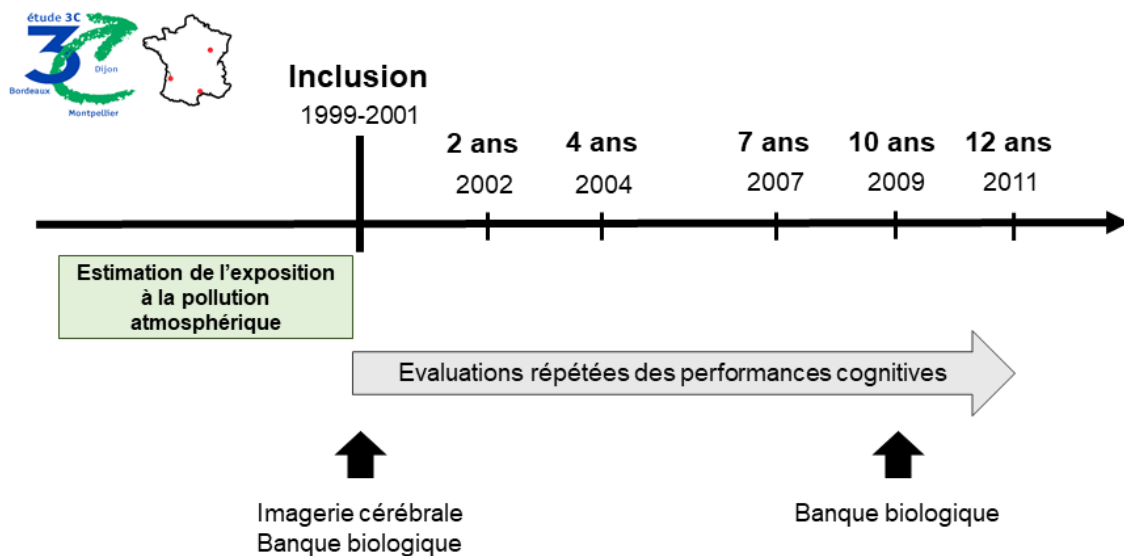 étude 3C
3C
Dijon
Bordeaux
Montpellier
Inclusion
1999-2001
2 ans
4 ans
7 ans
10 ans
12 ans
2002
2004
2007
2009
2011
Estimation de l’exposition
à la pollution
atmosphérique
Evaluations répétées des performances cognitives
Imagerie cérébrale
Banque biologique
Banque biologique